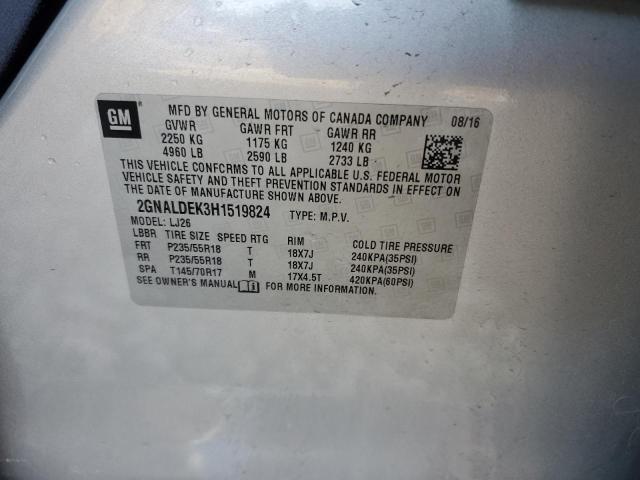 GM MFD BY GENERAL MOTORS OF CANADA COMPANY 08/16
GVWR GAWR FRT GAWR RR
2250 KG 1175 KG 1240 KG
4960 LB 2590 LB 2733 LB
THIS VEHICLE CONFORMS TO ALL APPLICABLE U.S. FEDERAL MOTOR
VEHICLE SAFETY AND THEFT PREVENTION STANDARDS IN EFFECT ON
THE DATE OF MANUFACTURE SHOWN ABOVE.
2GNALDEK3H1519824 TYPE: M.P.V.
MODEL: LJ26
LBBR TIRE SIZE SPEED RTG RIM COLD TIRE PRESSURE
FRT P235/55R18 T 18X7J 240KPA(35PSI)
RR P235/55R18 T 18X7J 240KPA(35PSI)
SPA T145/70R17 M 17X4.5T 420KPA(60PSI)
SEE OWNER'S MANUAL FOR MORE INFORMATION.